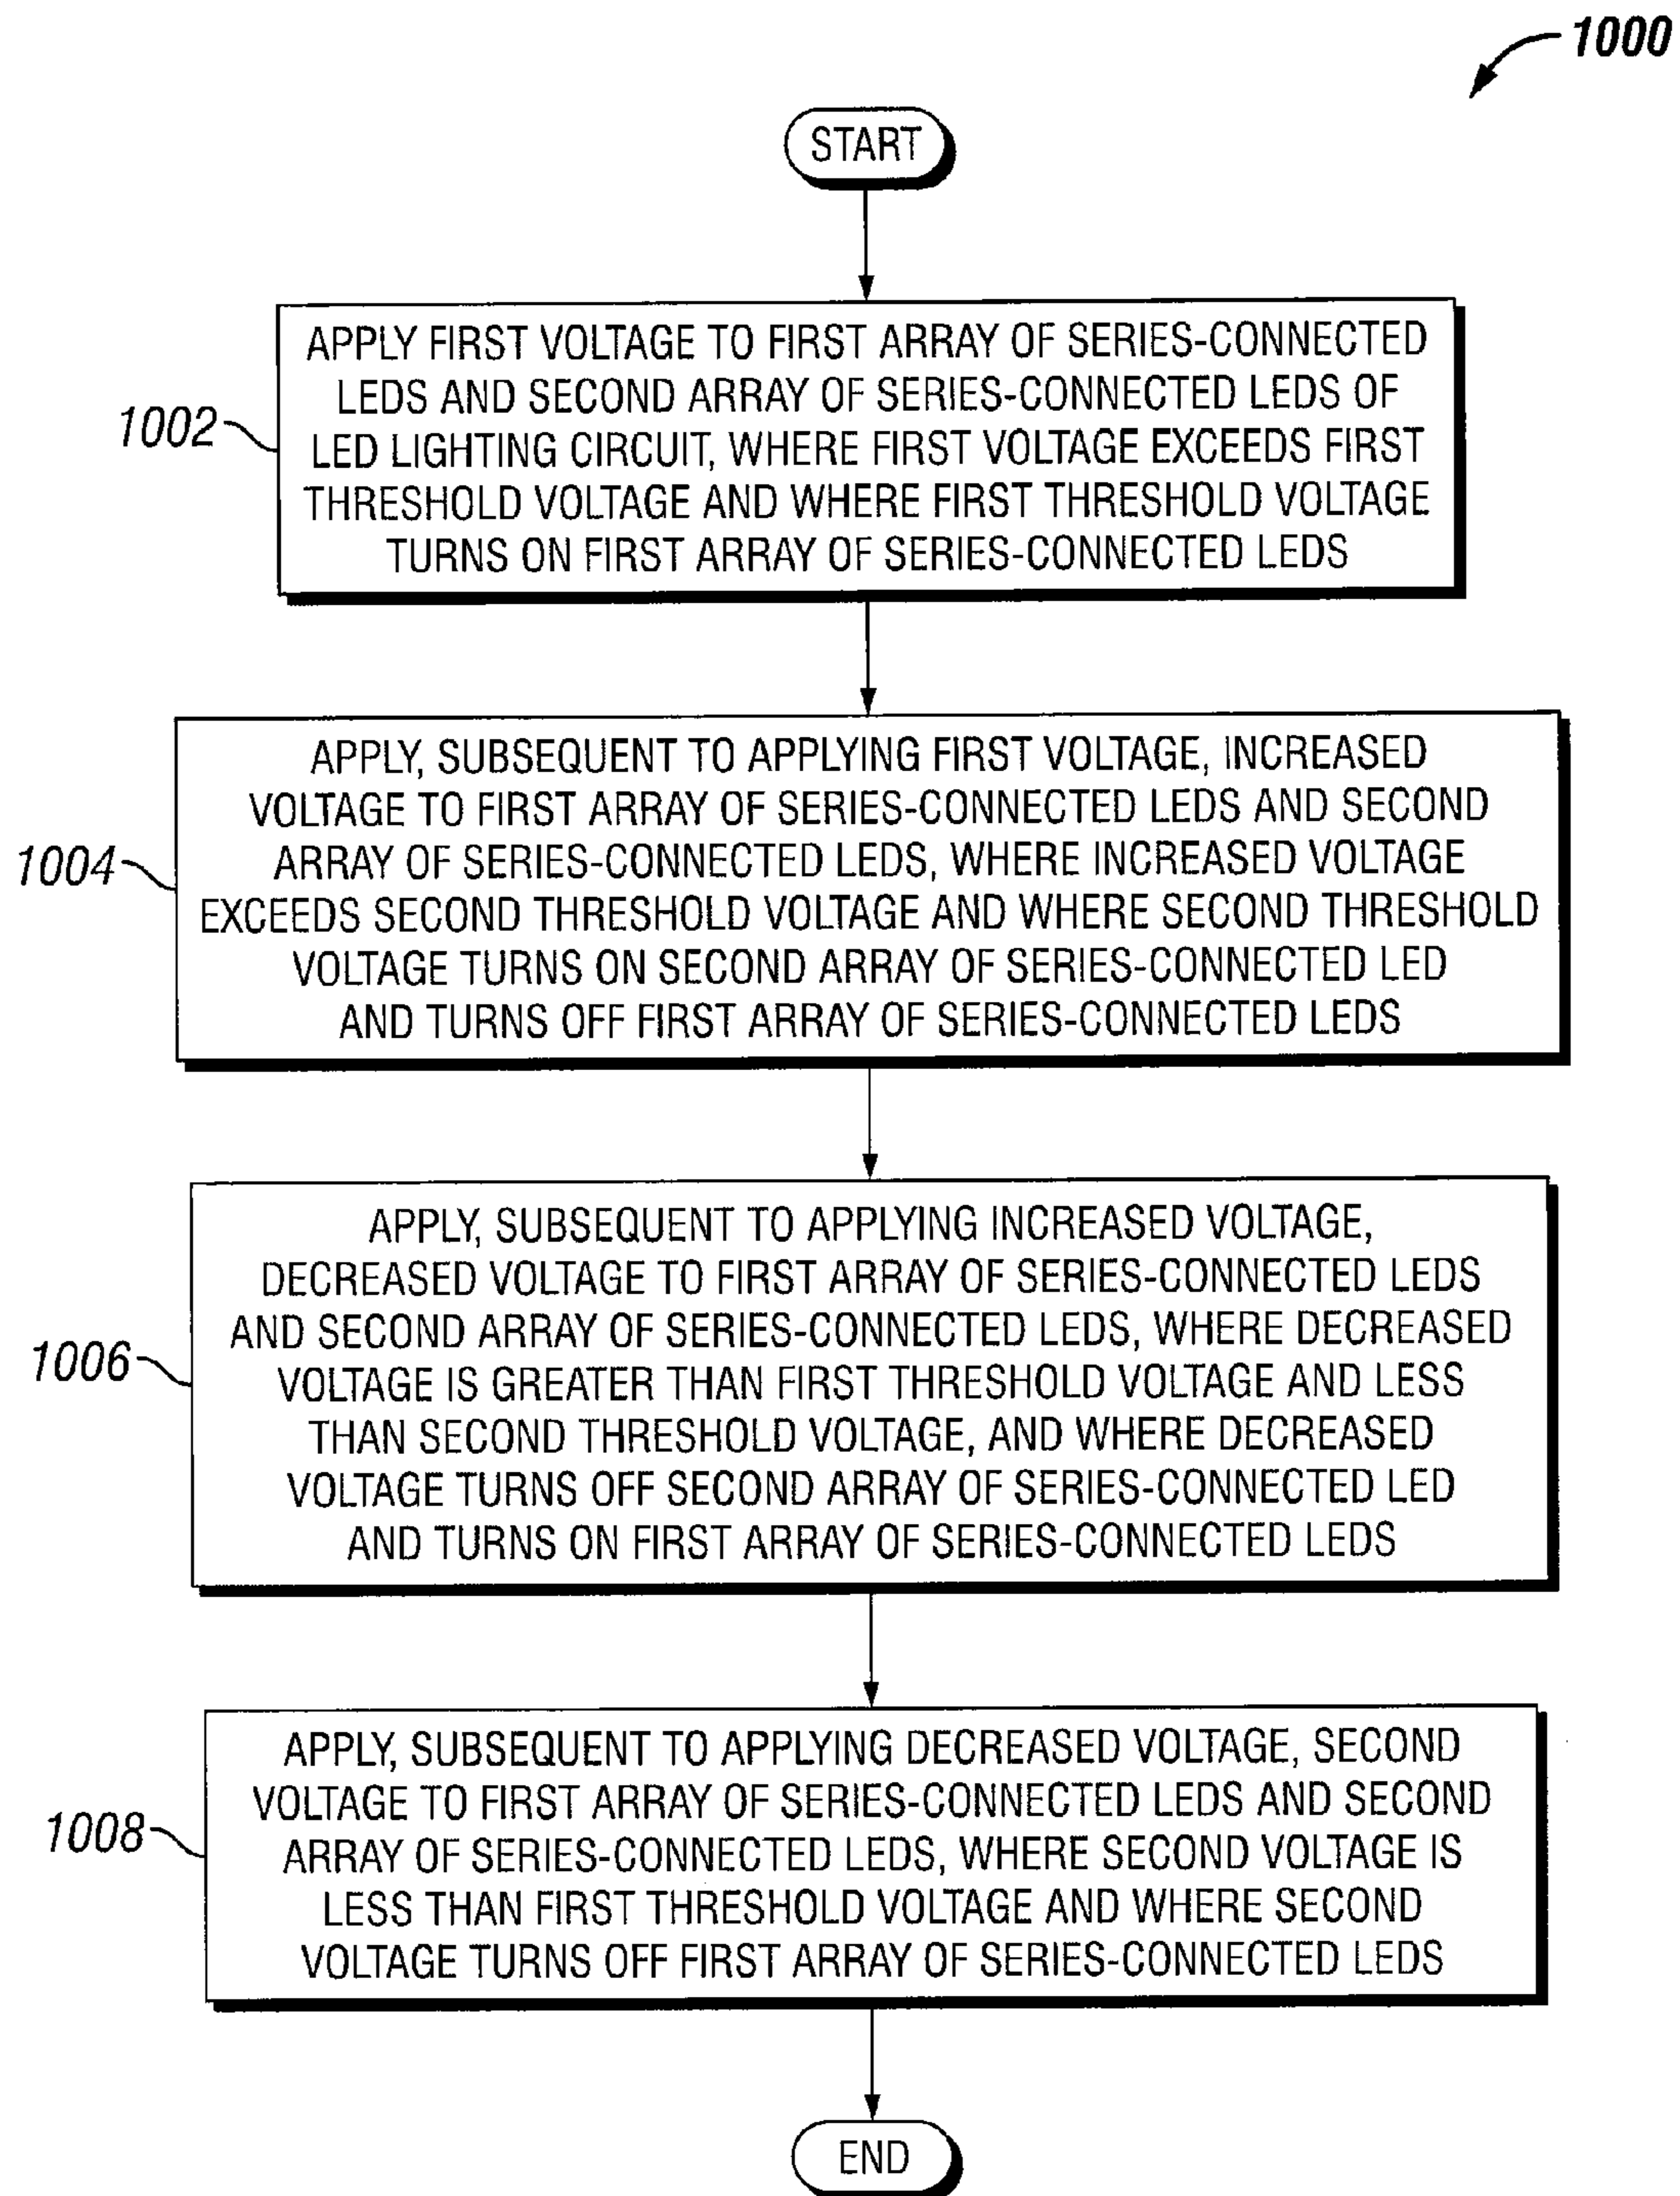 1000
START
1002
APPLY FIRST VOLTAGE TO FIRST ARRAY OF SERIES-CONNECTED
LEDS AND SECOND ARRAY OF SERIES-CONNECTED LEDS OF
LED LIGHTING CIRCUIT, WHERE FIRST VOLTAGE EXCEEDS FIRST
THRESHOLD VOLTAGE AND WHERE FIRST THRESHOLD VOLTAGE
TURNS ON FIRST ARRAY OF SERIES-CONNECTED LEDS
1004
APPLY, SUBSEQUENT TO APPLYING FIRST VOLTAGE, INCREASED
VOLTAGE TO FIRST ARRAY OF SERIES-CONNECTED LEDS AND SECOND
ARRAY OF SERIES-CONNECTED LEDS, WHERE INCREASED VOLTAGE
EXCEEDS SECOND THRESHOLD VOLTAGE AND WHERE SECOND THRESHOLD
VOLTAGE TURNS ON SECOND ARRAY OF SERIES-CONNECTED LED
AND TURNS OFF FIRST ARRAY OF SERIES-CONNECTED LEDS
1006
APPLY, SUBSEQUENT TO APPLYING INCREASED VOLTAGE,
DECREASED VOLTAGE TO FIRST ARRAY OF SERIES-CONNECTED LEDS
AND SECOND ARRAY OF SERIES-CONNECTED LEDS, WHERE DECREASED
VOLTAGE IS GREATER THAN FIRST THRESHOLD VOLTAGE AND LESS
THAN SECOND THRESHOLD VOLTAGE, AND WHERE DECREASED
VOLTAGE TURNS OFF SECOND ARRAY OF SERIES-CONNECTED LED
AND TURNS ON FIRST ARRAY OF SERIES-CONNECTED LEDS
1008
APPLY, SUBSEQUENT TO APPLYING DECREASED VOLTAGE, SECOND
VOLTAGE TO FIRST ARRAY OF SERIES-CONNECTED LEDS AND SECOND
ARRAY OF SERIES-CONNECTED LEDS, WHERE SECOND VOLTAGE IS
LESS THAN FIRST THRESHOLD VOLTAGE AND WHERE SECOND
VOLTAGE TURNS OFF FIRST ARRAY OF SERIES-CONNECTED LEDS
END